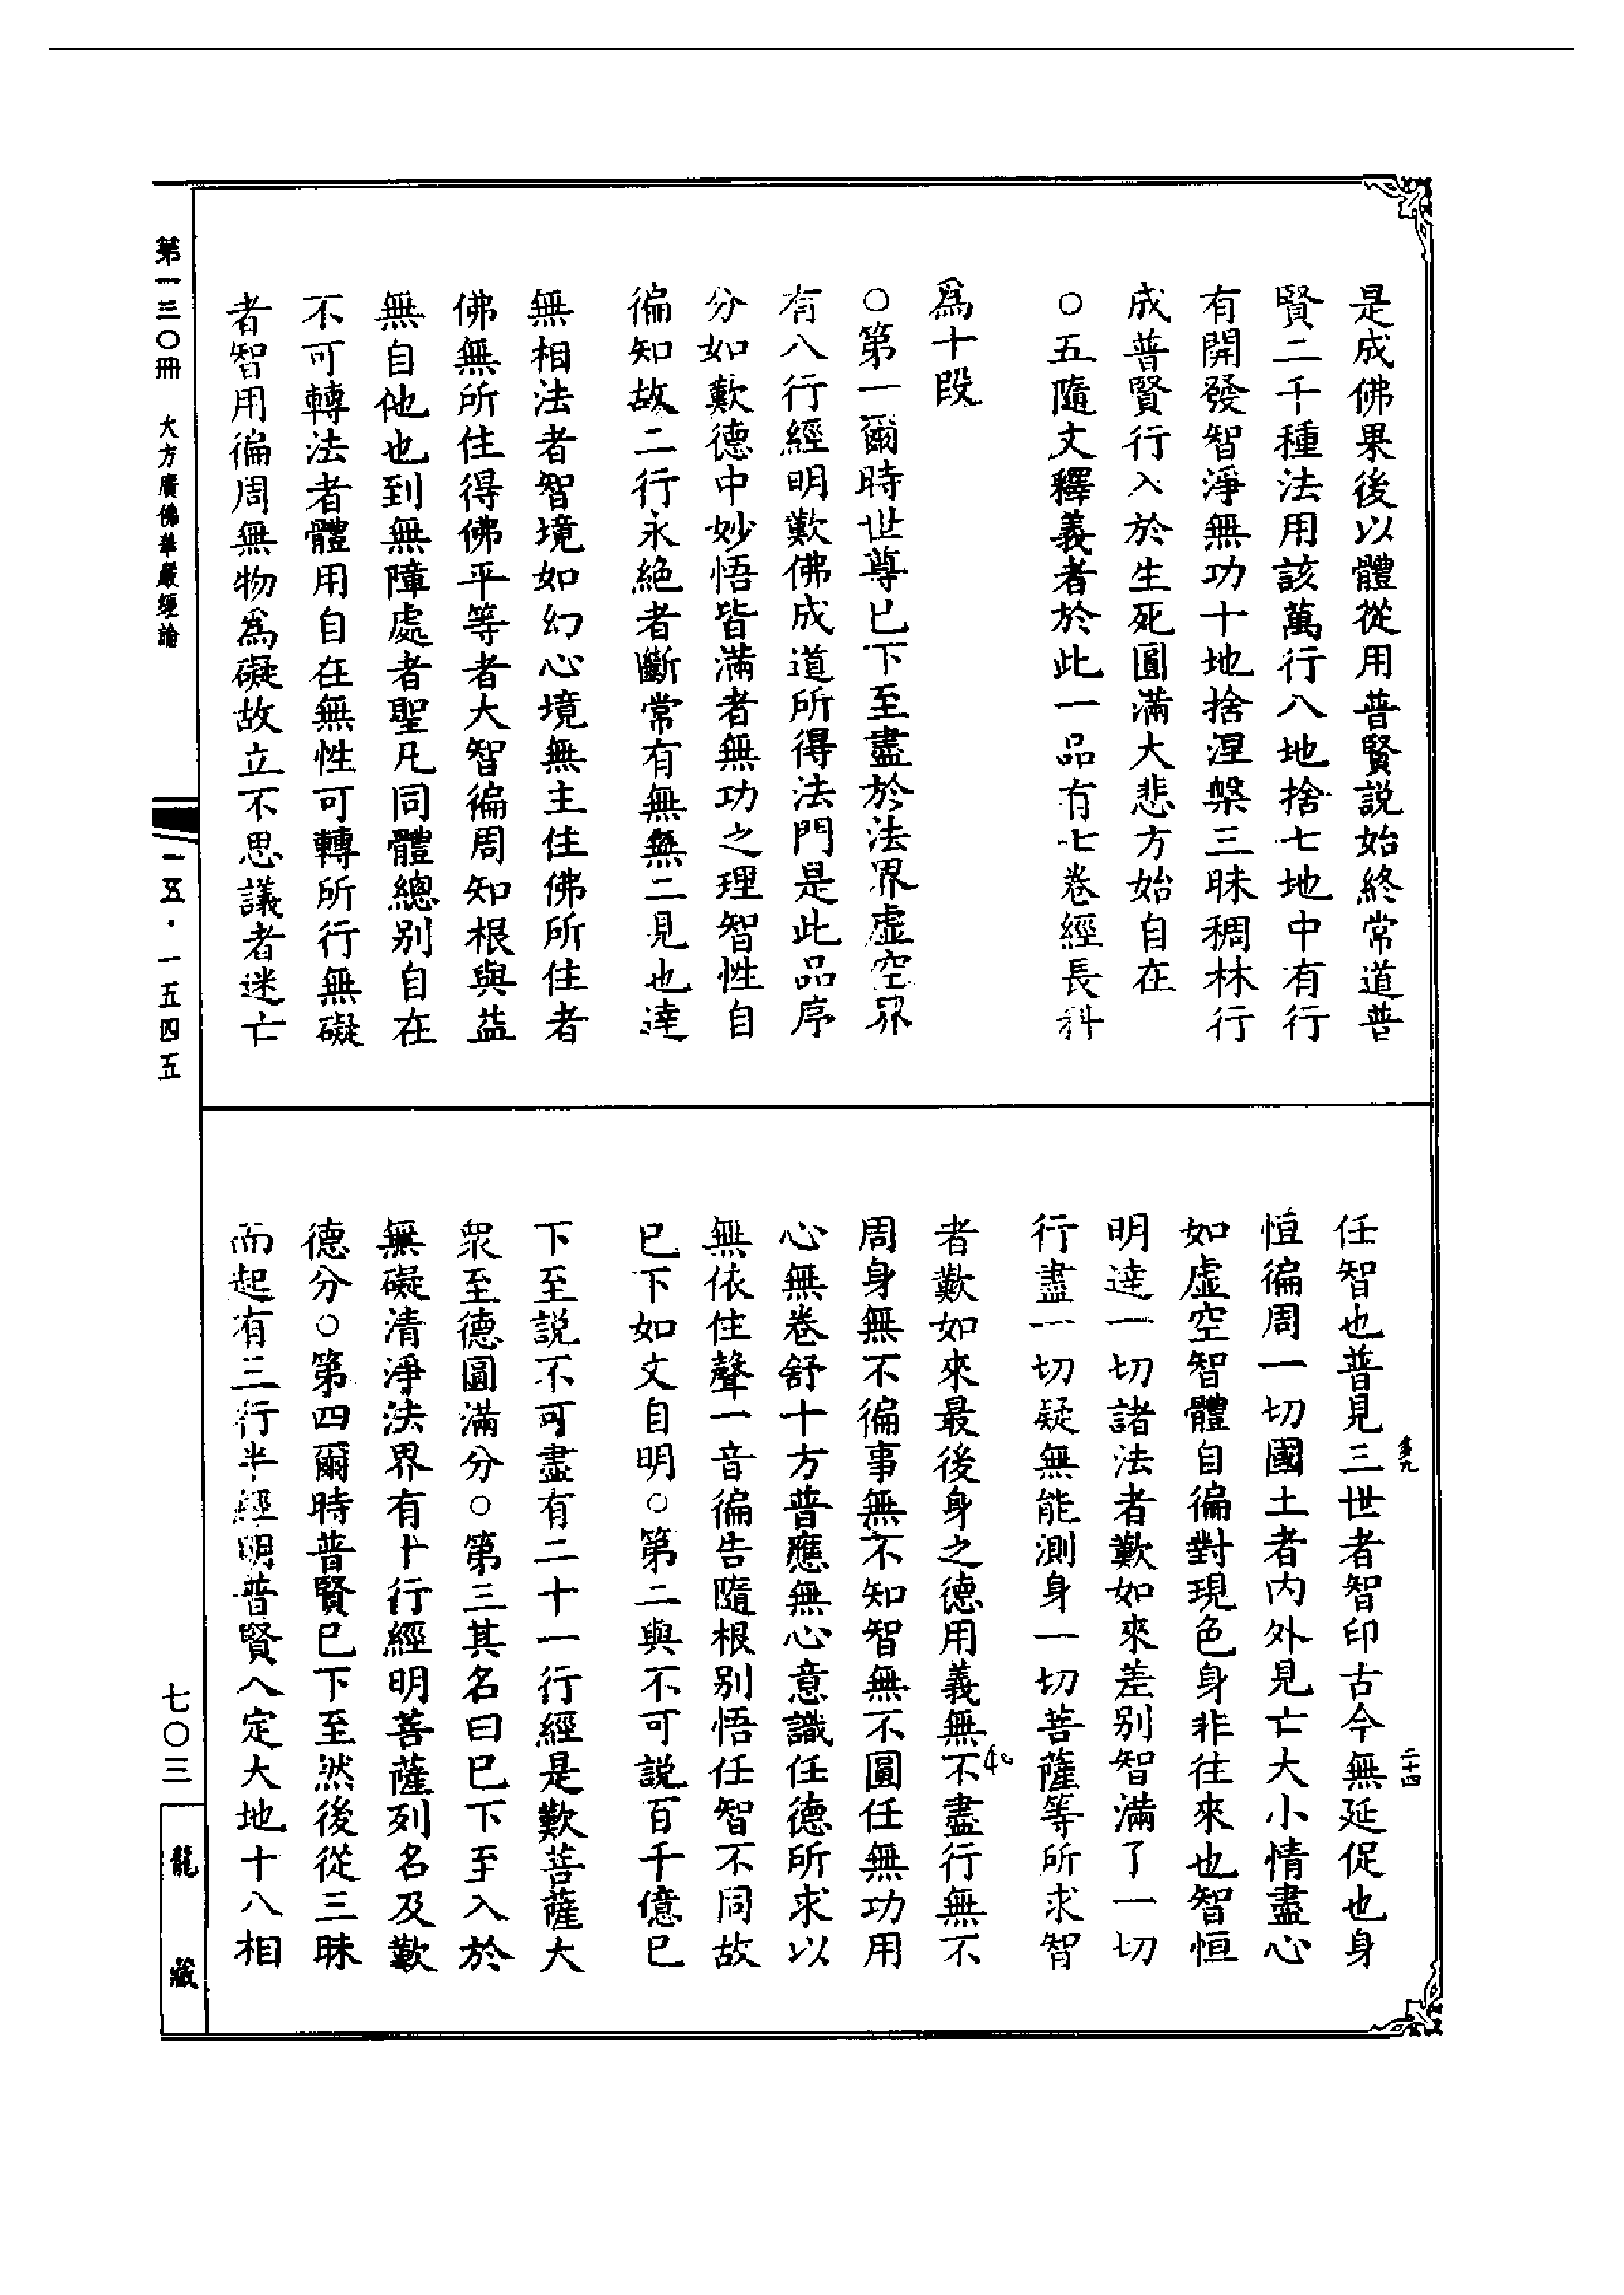 是成佛果後以體從用普賢説始終常道普
賢二千種法用該萬行八地捨七地中有行
有開發智淨無功十地捨涅槃三昧稠林行
成普賢行入於生死圓滿大悲方始自在
○五隨文釋義者於此一品有七卷經長科
爲十段
○第一爾時世尊已下至盡於法界虛空界
有八行經明歎佛成道所得法門是此品序
分如歎德中妙悟皆滿者無功之理智性自
徧知故二行永絕者斷常有無無二見也達
無相法者智境如幻心境無主住佛所住者
佛無所住得佛平等者大智徧周知根與益
無自他也到無障處者聖凡同體總別自在
不可轉法者體用自在無性可轉所行無礙
者智用徧周無物爲礙故立不思議者迷亡
任智也普見三世者智印古今無延促也身
恒徧周一切國土者內外見亡大小情盡心
如虛空智體自徧對現色身非往來也智恒
明達一切諸法者歎如來差別智滿了一切
行盡一切疑無能測身一切菩薩等所求智
者歎如來最後身之德用義無不盡行無不
周身無不徧事無不知智無不圓任無功用
心無卷舒十方普應無心意識任德所求以
無依住聲一音徧告隨根別悟任智不同故
已下如文自明○第二與不可説百千億已
下至説不可盡有二十一行經是歎菩薩大
眾至德圓滿分○第三其名曰已下至入於
無礙清淨法界有十行經明菩薩列名及歎
德分○第四爾時普賢已下至然後從三昧
而起有三行半經明普賢入定大地十八相
二十四
第一三〇冊　大方廣佛華嚴經論
一五五·一五四五
七〇三
龍藏